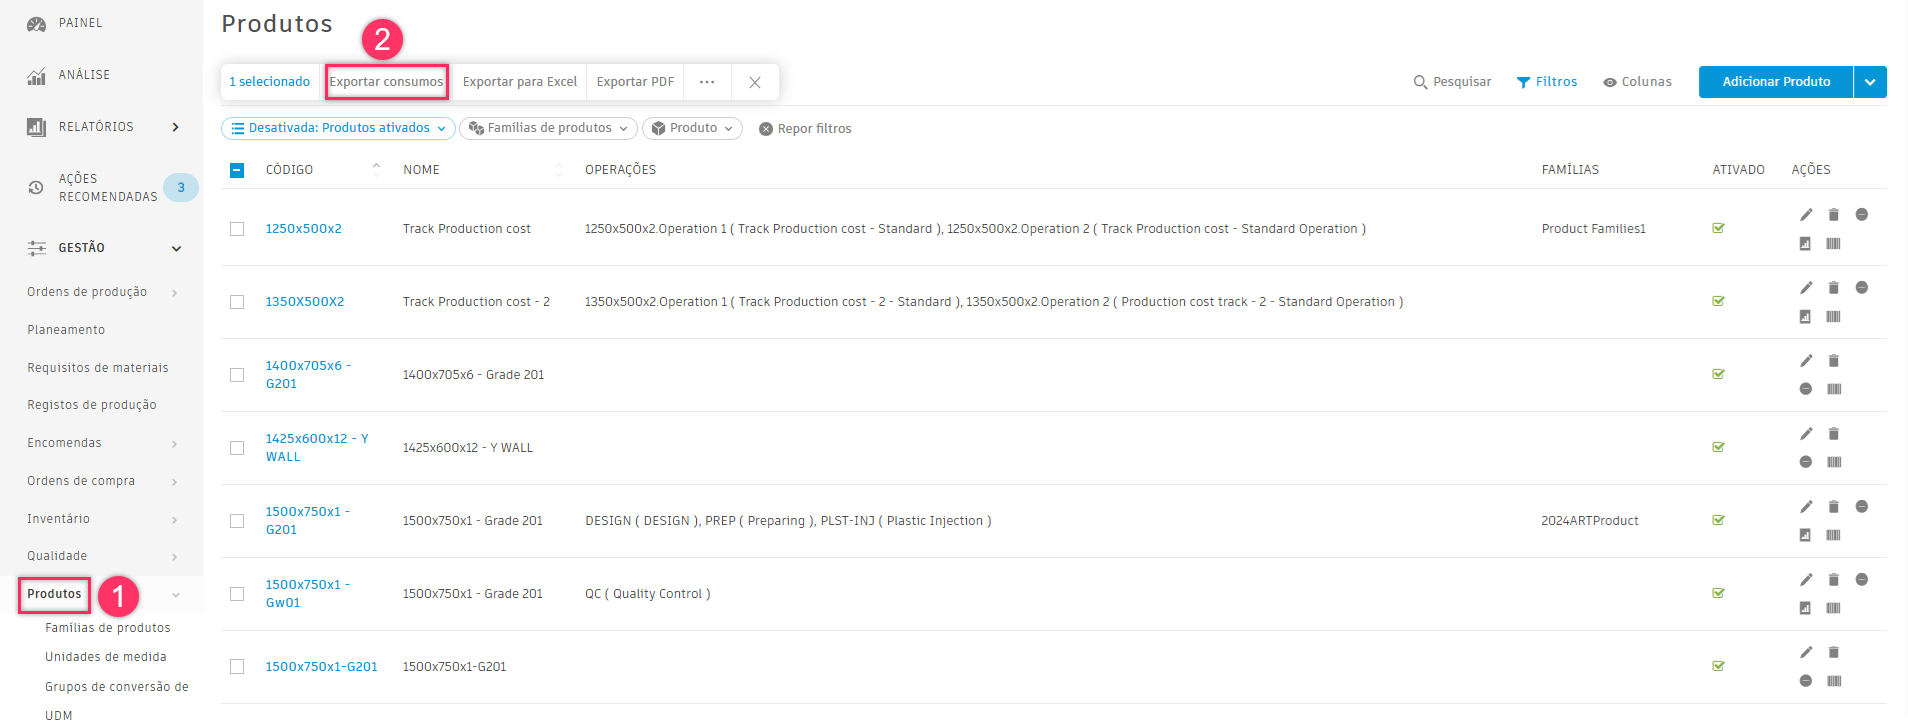 PAINEL
ANÁLISE
RELATÓRIOS
AÇÕES
RECOMENDADAS
3
GESTÃO
Ordens de produção
Planeamento
Requisitos de materiais
Registos de produção
Encomendas
Ordens de compra
Inventário
Qualidade
Produtos
1
Famílias de produtos
Unidades de medida
Grupos de conversão de
UDM
Produtos
2
1 selecionado Exportar consumos Exportar para Excel Exportar PDF ...
Pesquisar Filtros Colunas Adicionar Produto
Desativada: Produtos ativados Famílias de produtos Produto Repor filtros
CÓDIGO NOME OPERAÇÕES FAMÍLIAS ATIVADO AÇÕES
1250x500x2 Track Production cost 1250x500x2.Operation 1 ( Track Production cost - Standard ), 1250x500x2.Operation 2 ( Track Production cost - Standard Operation ) Product Families1
1350X500X2 Track Production cost - 2 1350x500x2.Operation 1 ( Track Production cost - 2 - Standard ), 1350x500x2.Operation 2 ( Production cost track - 2 - Standard Operation )
1400x705x6 -
G201
1400x705x6 - Grade 201
1425x600x12 - Y
WALL
1425x600x12 - Y WALL
1500x750x1 -
G201
1500x750x1 - Grade 201 DESIGN ( DESIGN ), PREP ( Preparing ), PLST-INJ ( Plastic Injection ) 2024ARTProduct
1500x750x1 -
Gw01
1500x750x1 - Grade 201 QC ( Quality Control )
1500x750x1-G201 1500x750x1-G201